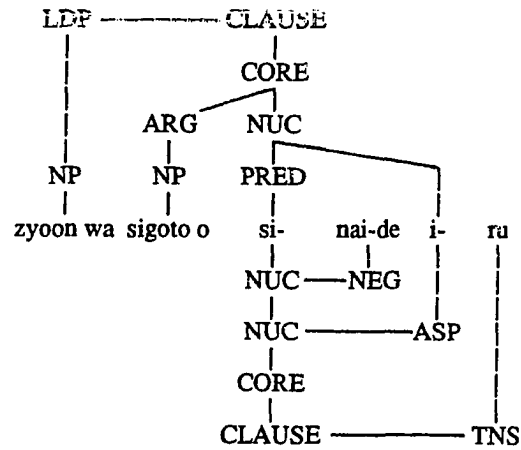 LDP CLAUSE
CORE
ARG NUC
NP NP PRED
zyoon wa sigoto o si- nai-de i- ru
NUC NEG
NUC ASP
CORE
CLAUSE TNS